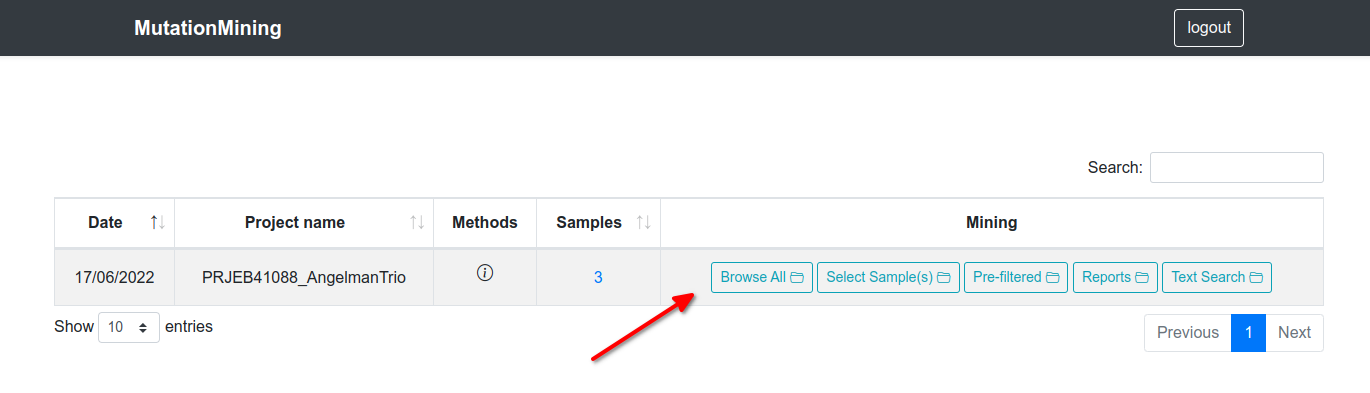 MutationMining logout
Search:
Date Project name Methods Samples Mining
17/06/2022 PRJEB41088_AngelmanTrio 3 Browse All Select Sample(s) Pre-filtered Reports Text Search
Show 10 entries Previous 1 Next